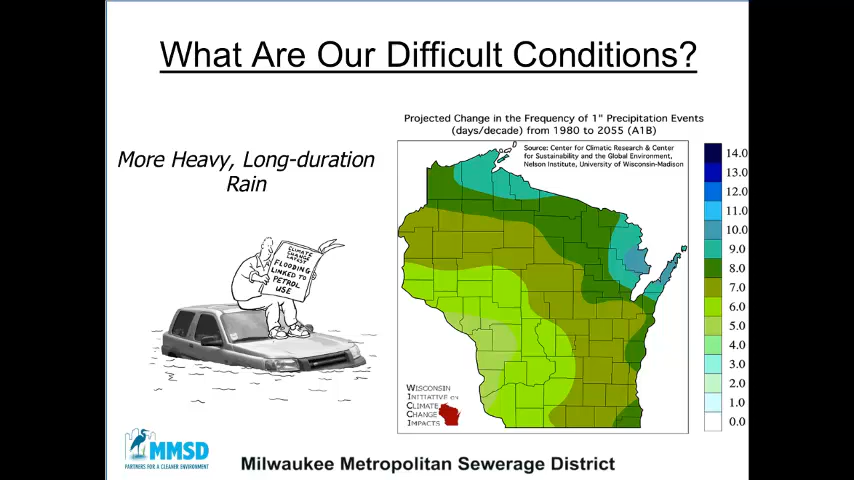 What Are Our Difficult Conditions?
More Heavy, Long-duration
Rain
CLIMATE
CHANGE
LATEST
FLOODING
LINKED TO
PETROL
USE
Projected Change in the Frequency of 1" Precipitation Events
(days/decade) from 1980 to 2055 (A1B)
Source: Center for Climatic Research & Center
for Sustainability and the Global Environment,
Nelson Institute, University of Wisconsin-Madison
14.0
13.0
12.0
11.0
10.0
9.0
8.0
7.0
6.0
5.0
4.0
3.0
2.0
1.0
0.0
WISCONSIN
INITIATIVE ON
CLIMATE
CHANGE
IMPACTS
MMSD
PARTNERS FOR A CLEANER ENVIRONMENT
Milwaukee Metropolitan Sewerage District